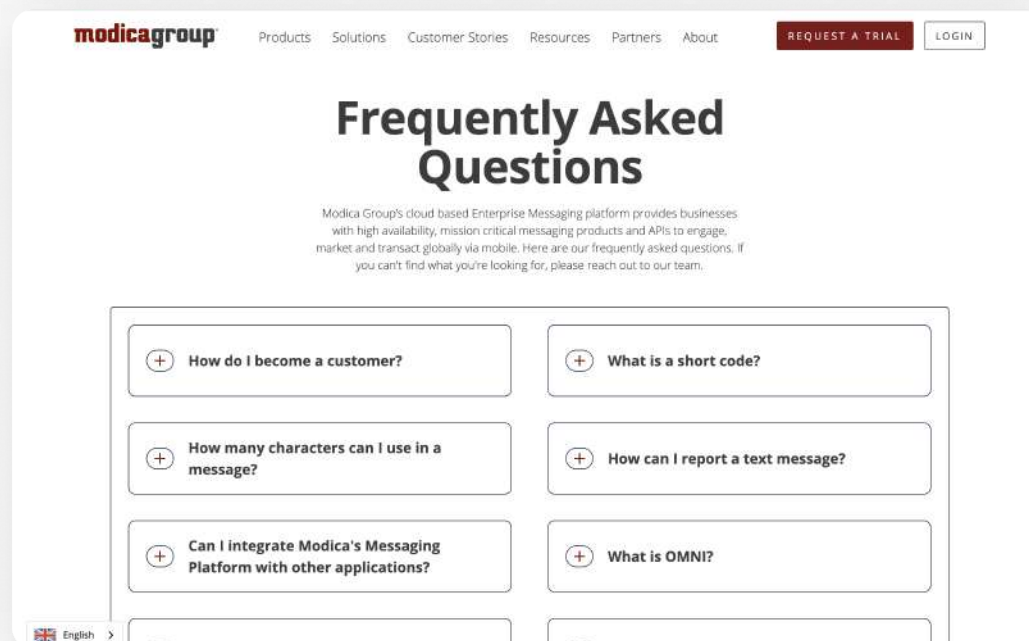 modicagroup
Products Solutions Customer Stories Resources Partners About
REQUEST A TRIAL
LOGIN
Frequently Asked
Questions
Modica Group's cloud based Enterprise Messaging platform provides businesses
with high availability, mission critical messaging products and APIs to engage,
market and transact globally via mobile. Here are our frequently asked questions. If
you can't find what you're looking for, please reach out to our team.
How do I become a customer?
What is a short code?
How many characters can I use in a
message?
How can I report a text message?
Can I integrate Modica's Messaging
Platform with other applications?
What is OMNI?
English